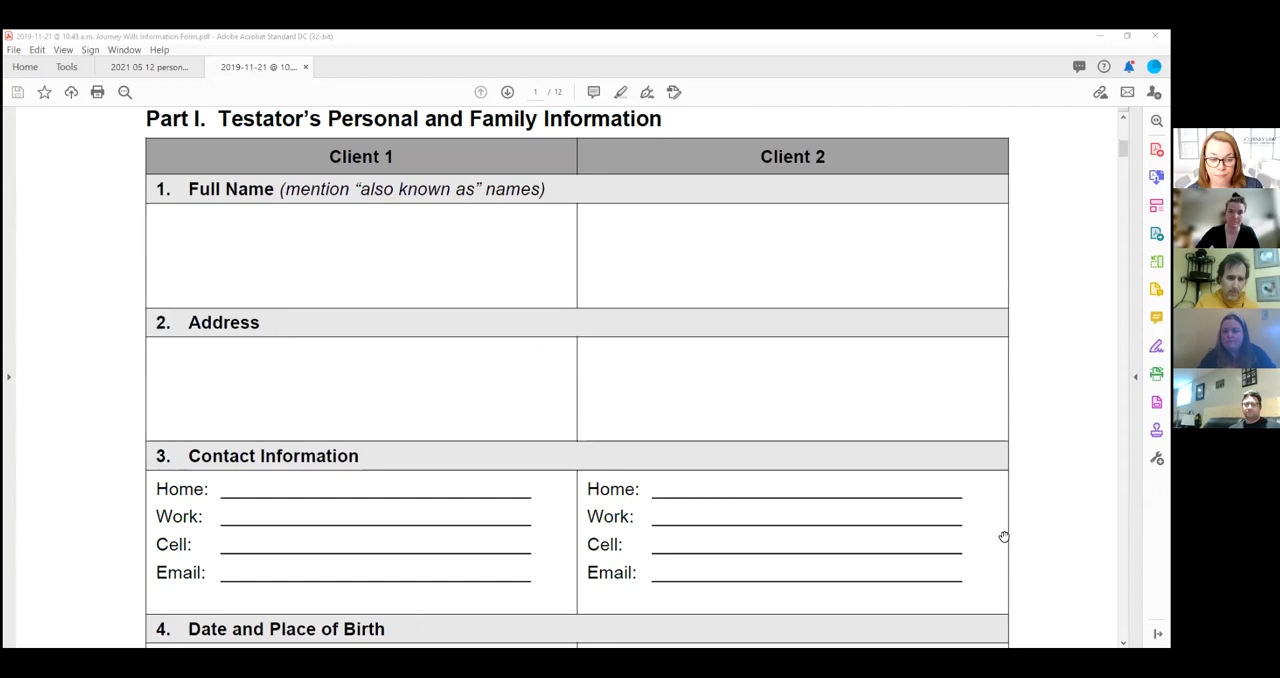 2019-11-21 @ 10.43 a.m. Journey Wills Information Form.pdf - Adobe Acrobat Standard DC (32-bit)
File Edit View Sign Window Help
Home Tools 2021 05 12 person... 2019-11-21 @ 10.... ×
1 / 12
Part I. Testator's Personal and Family Information
Client 1 Client 2
1. Full Name (mention "also known as" names)
2. Address
3. Contact Information
Home: Home:
Work: Work:
Cell: Cell:
Email: Email:
4. Date and Place of Birth
JOURNEY LAW